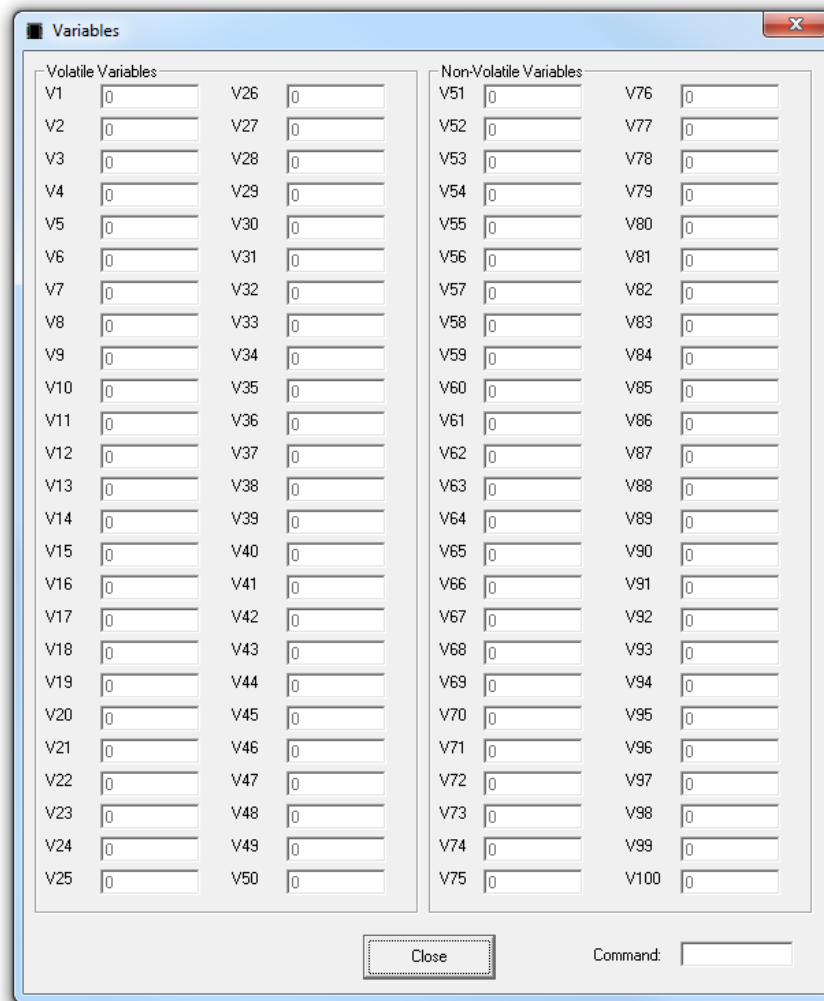 Variables
Volatile Variables Non-Volatile Variables
V1 0 V26 0 V51 0 V76 0
V2 0 V27 0 V52 0 V77 0
V3 0 V28 0 V53 0 V78 0
V4 0 V29 0 V54 0 V79 0
V5 0 V30 0 V55 0 V80 0
V6 0 V31 0 V56 0 V81 0
V7 0 V32 0 V57 0 V82 0
V8 0 V33 0 V58 0 V83 0
V9 0 V34 0 V59 0 V84 0
V10 0 V35 0 V60 0 V85 0
V11 0 V36 0 V61 0 V86 0
V12 0 V37 0 V62 0 V87 0
V13 0 V38 0 V63 0 V88 0
V14 0 V39 0 V64 0 V89 0
V15 0 V40 0 V65 0 V90 0
V16 0 V41 0 V66 0 V91 0
V17 0 V42 0 V67 0 V92 0
V18 0 V43 0 V68 0 V93 0
V19 0 V44 0 V69 0 V94 0
V20 0 V45 0 V70 0 V95 0
V21 0 V46 0 V71 0 V96 0
V22 0 V47 0 V72 0 V97 0
V23 0 V48 0 V73 0 V98 0
V24 0 V49 0 V74 0 V99 0
V25 0 V50 0 V75 0 V100 0
Close Command: